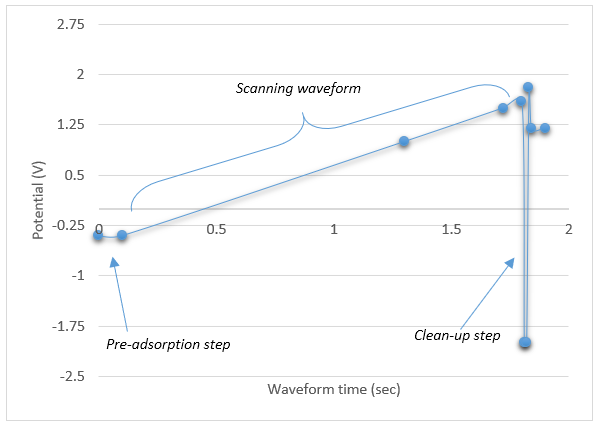 2.75
2
Scanning waveform
1.25
0.5
Potential (V)
-0.25
0 0.5 1 1.5 2
-1
-1.75
Pre-adsorption step
Clean-up step
-2.5
Waveform time (sec)